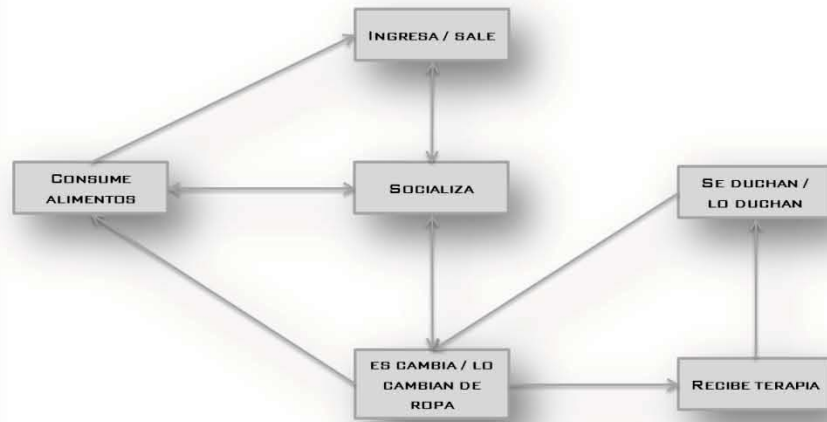 INGRESA / SALE
CONSUME
ALIMENTOS
SOCIALIZA
SE DUCHAN /
LO DUCHAN
ES CAMBIA / LO
CAMBIAN DE
ROPA
RECIBE TERAPIA